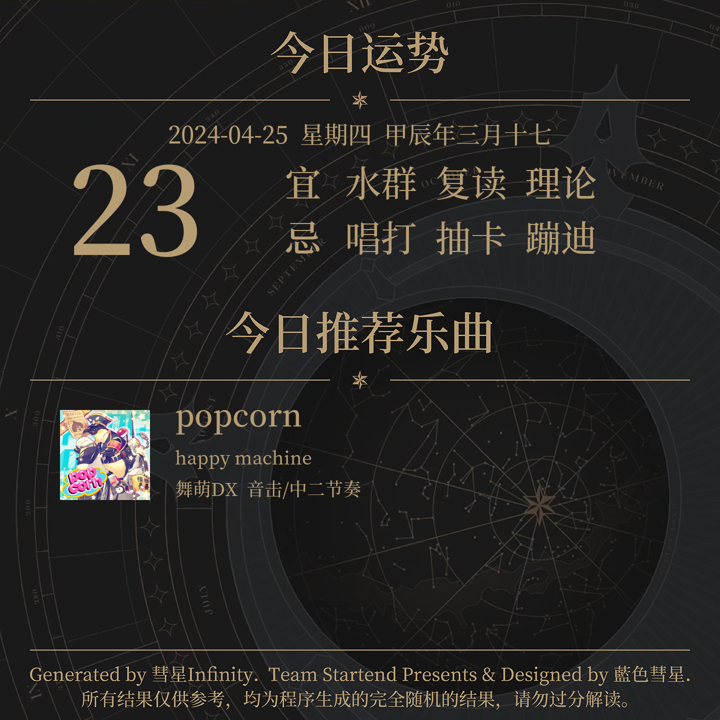 今日运势
2024-04-25 星期四 甲辰年三月十七
23
宜 水群 复读 理论
忌 唱打 抽卡 蹦迪
今日推荐乐曲
popcorn
happy machine
舞萌DX 音击/中二节奏
POP CORN
SEPTEMBER
Generated by 彗星Infinity. Team Startend Presents & Designed by 藍色彗星.
所有结果仅供参考，均为程序生成的完全随机的结果，请勿过分解读。